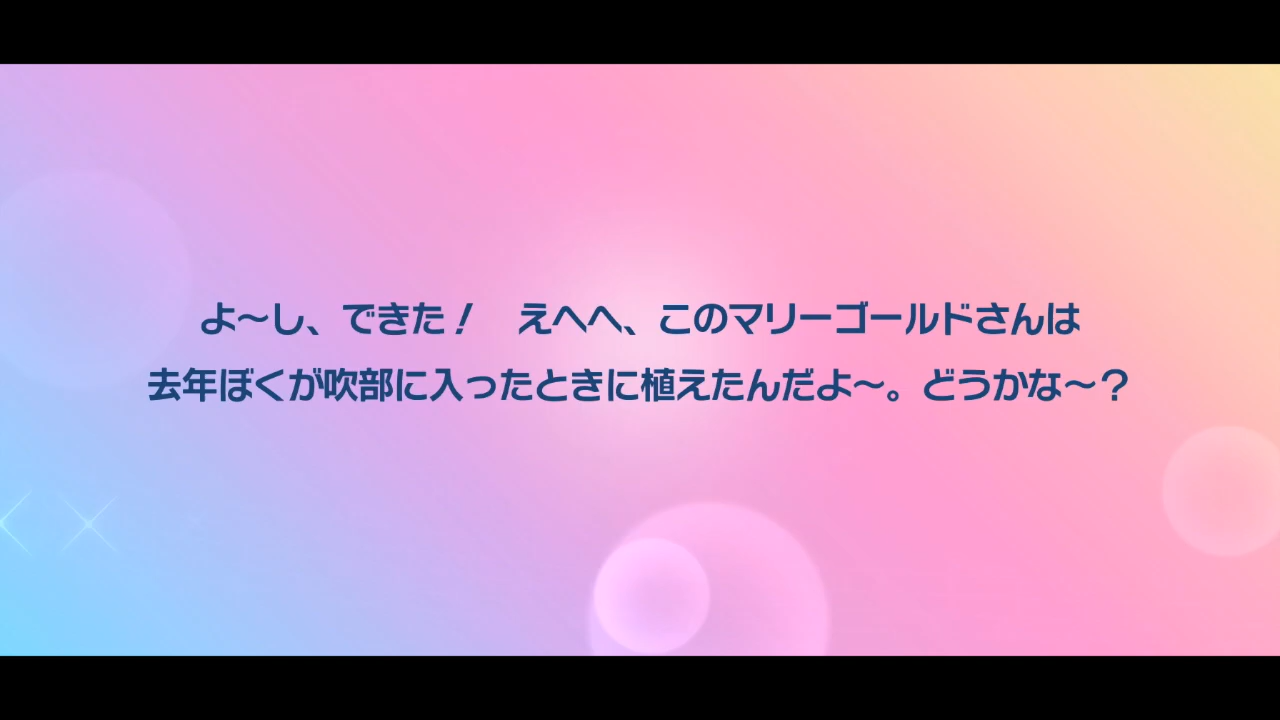 よ～し、できた！　えへへ、このマリーゴールドさんは
去年ぼくが吹部に入ったときに植えたんだよ～。どうかな～？